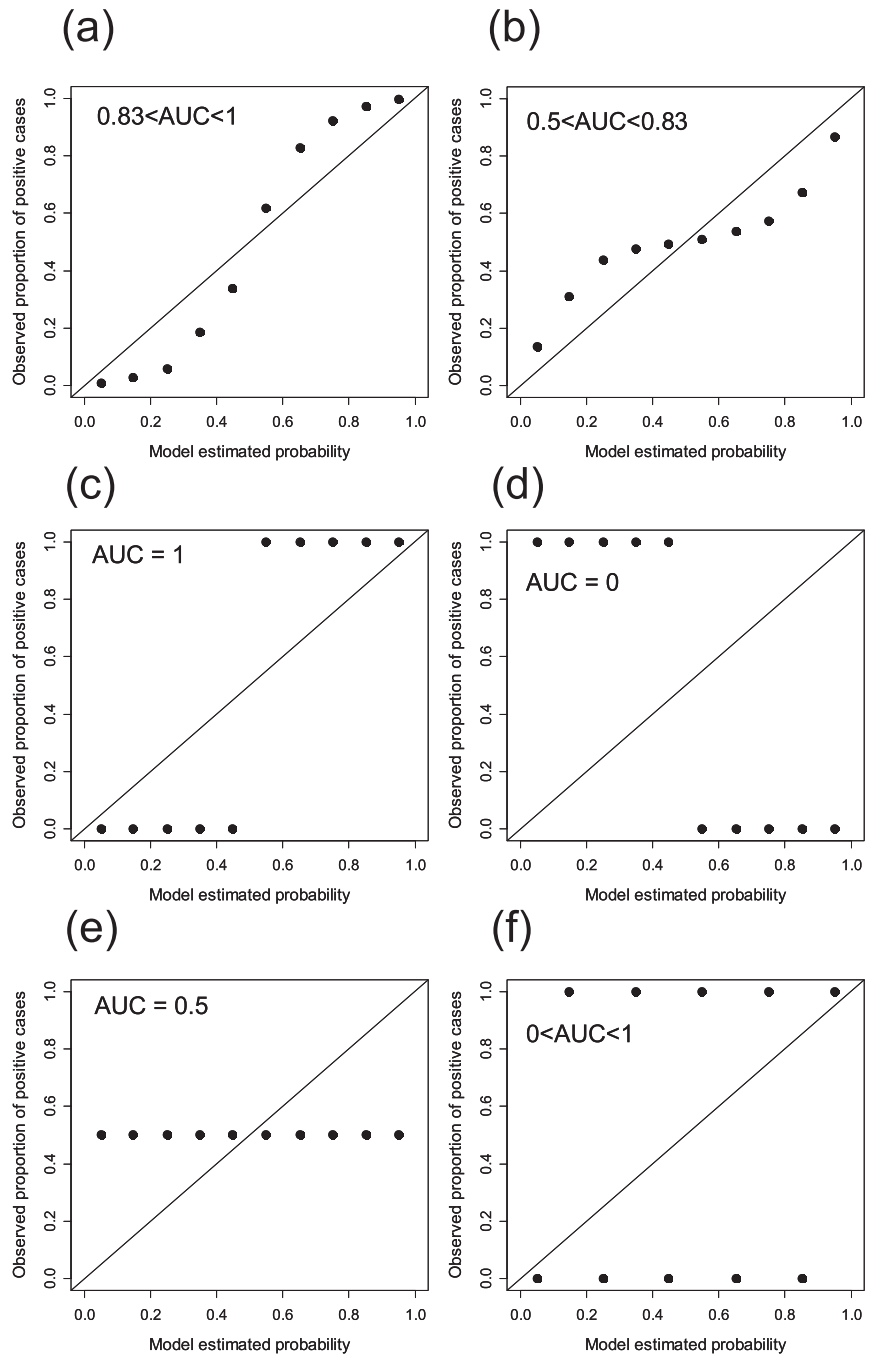 (a)
0.83<AUC<1
Observed proportion of positive cases
0.0 0.2 0.4 0.6 0.8 1.0
0.0 0.2 0.4 0.6 0.8 1.0
Model estimated probability
(b)
0.5<AUC<0.83
Observed proportion of positive cases
0.0 0.2 0.4 0.6 0.8 1.0
0.0 0.2 0.4 0.6 0.8 1.0
Model estimated probability
(c)
AUC = 1
Observed proportion of positive cases
0.0 0.2 0.4 0.6 0.8 1.0
0.0 0.2 0.4 0.6 0.8 1.0
Model estimated probability
(d)
AUC = 0
Observed proportion of positive cases
0.0 0.2 0.4 0.6 0.8 1.0
0.0 0.2 0.4 0.6 0.8 1.0
Model estimated probability
(e)
AUC = 0.5
Observed proportion of positive cases
0.0 0.2 0.4 0.6 0.8 1.0
0.0 0.2 0.4 0.6 0.8 1.0
Model estimated probability
(f)
0<AUC<1
Observed proportion of positive cases
0.0 0.2 0.4 0.6 0.8 1.0
0.0 0.2 0.4 0.6 0.8 1.0
Model estimated probability